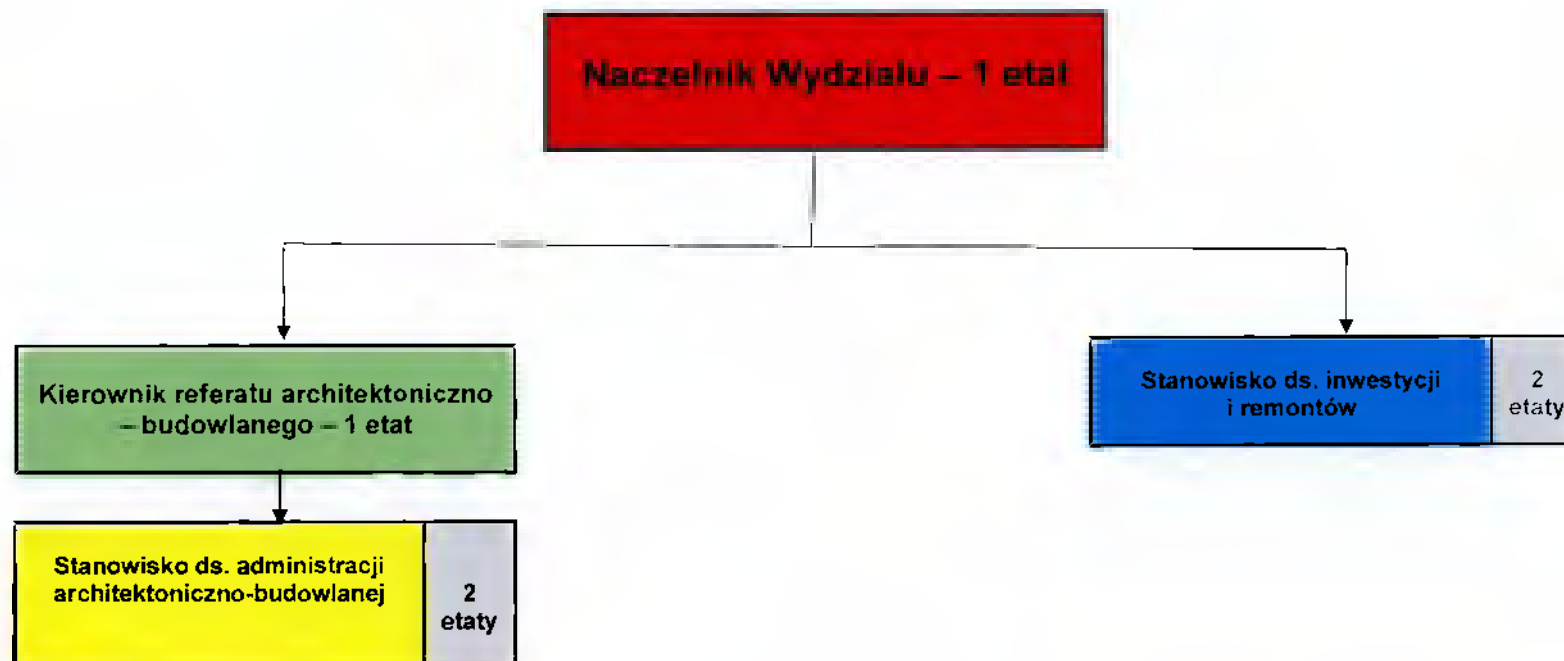 Naczelnik Wydziału – 1 etat
Kierownik referatu architektoniczno
– budowlanego – 1 etat
Stanowisko ds. inwestycji
i remontów
2
etaty
Stanowisko ds. administracji
architektoniczno-budowlanej
2
etaty